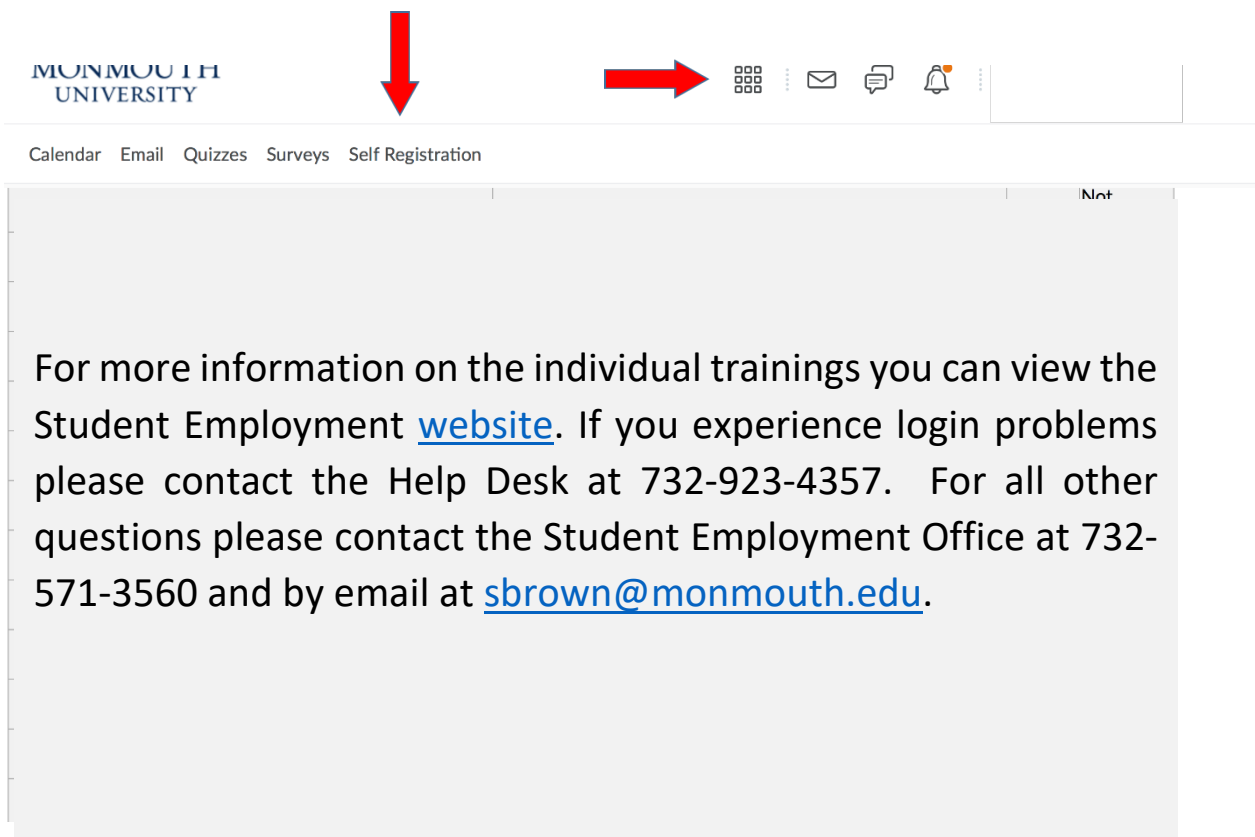 MONMOUTH
UNIVERSITY
Calendar Email Quizzes Surveys Self Registration
Not
For more information on the individual trainings you can view the
Student Employment website. If you experience login problems
please contact the Help Desk at 732-923-4357. For all other
questions please contact the Student Employment Office at 732-
571-3560 and by email at sbrown@monmouth.edu.